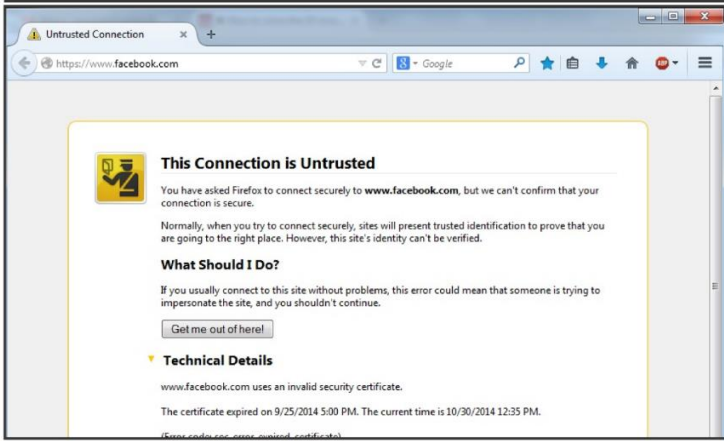 Untrusted Connection
https://www.facebook.com
8 - Google
ABP
This Connection is Untrusted
You have asked Firefox to connect securely to www.facebook.com, but we can't confirm that your
connection is secure.
Normally, when you try to connect securely, sites will present trusted identification to prove that you
are going to the right place. However, this site's identity can't be verified.
What Should I Do?
If you usually connect to this site without problems, this error could mean that someone is trying to
impersonate the site, and you shouldn't continue.
Get me out of here!
Technical Details
www.facebook.com uses an invalid security certificate.
The certificate expired on 9/25/2014 5:00 PM. The current time is 10/30/2014 12:35 PM.
(Error code: sec_error_expired_certificate)